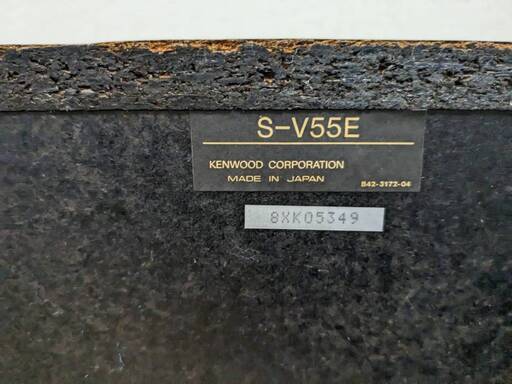 S-V55E
KENWOOD CORPORATION
MADE IN JAPAN
B42-3172-04
8XK05349